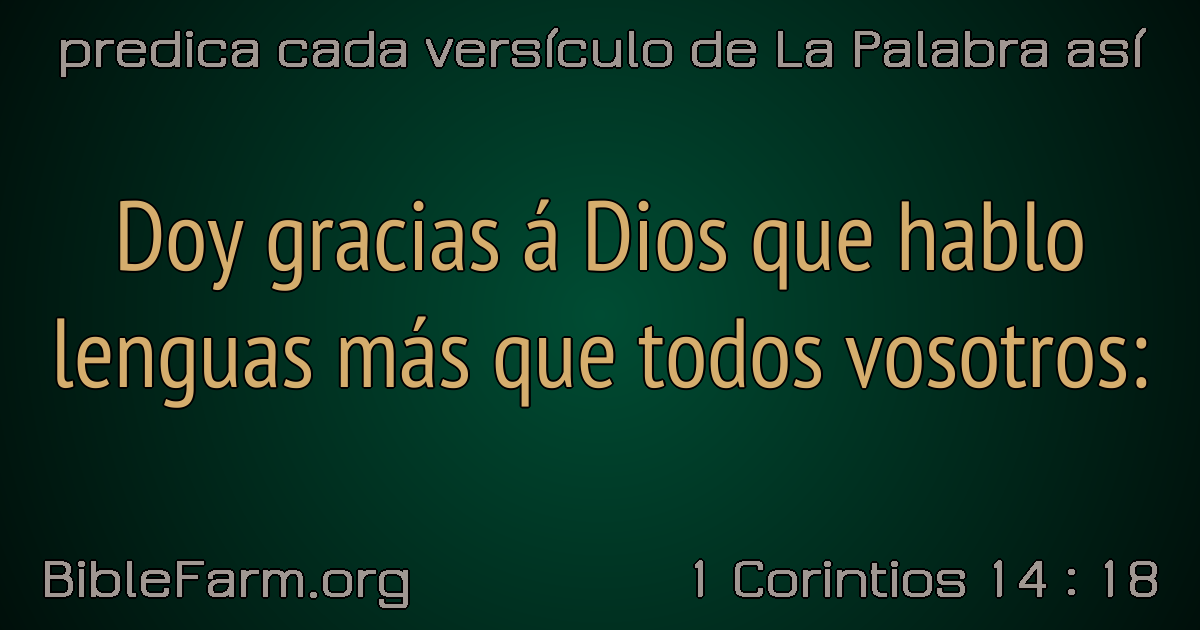 predica cada versículo de La Palabra así
Doy gracias á Dios que hablo
lenguas más que todos vosotros:
BibleFarm.org
1 Corintios 14 : 18